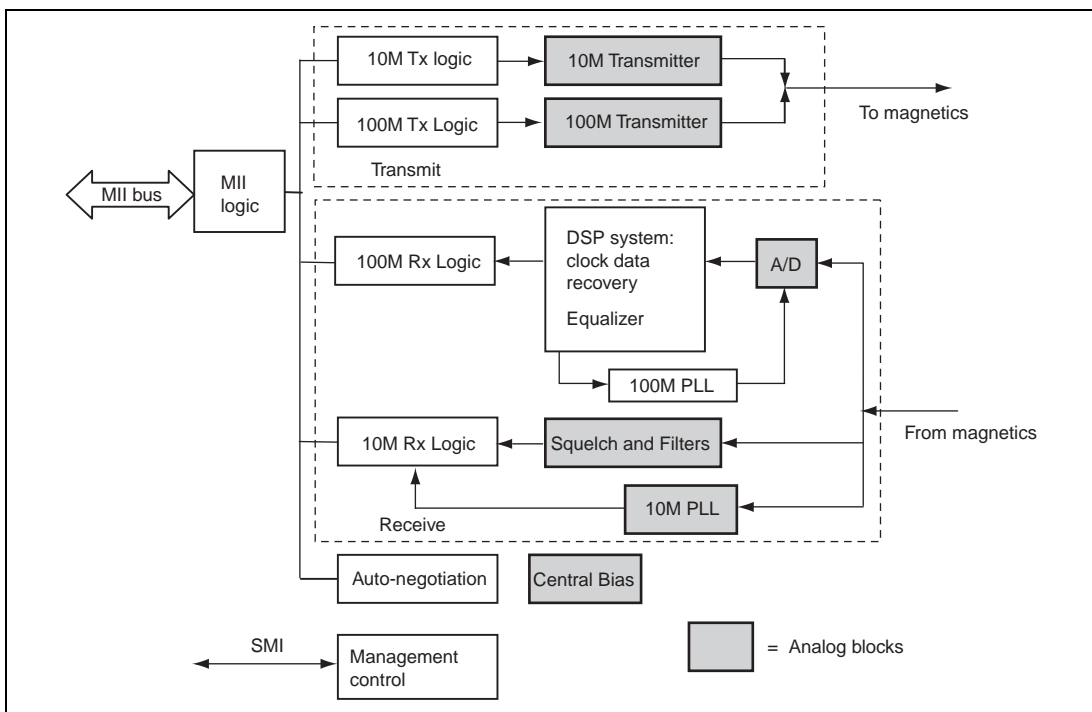 10M Tx logic
10M Transmitter
100M Tx Logic
100M Transmitter
To magnetics
Transmit
MII bus
MII
logic
100M Rx Logic
DSP system:
clock data
recovery
Equalizer
A/D
100M PLL
10M Rx Logic
Squelch and Filters
From magnetics
10M PLL
Receive
Auto-negotiation
Central Bias
SMI
Management
control
= Analog blocks